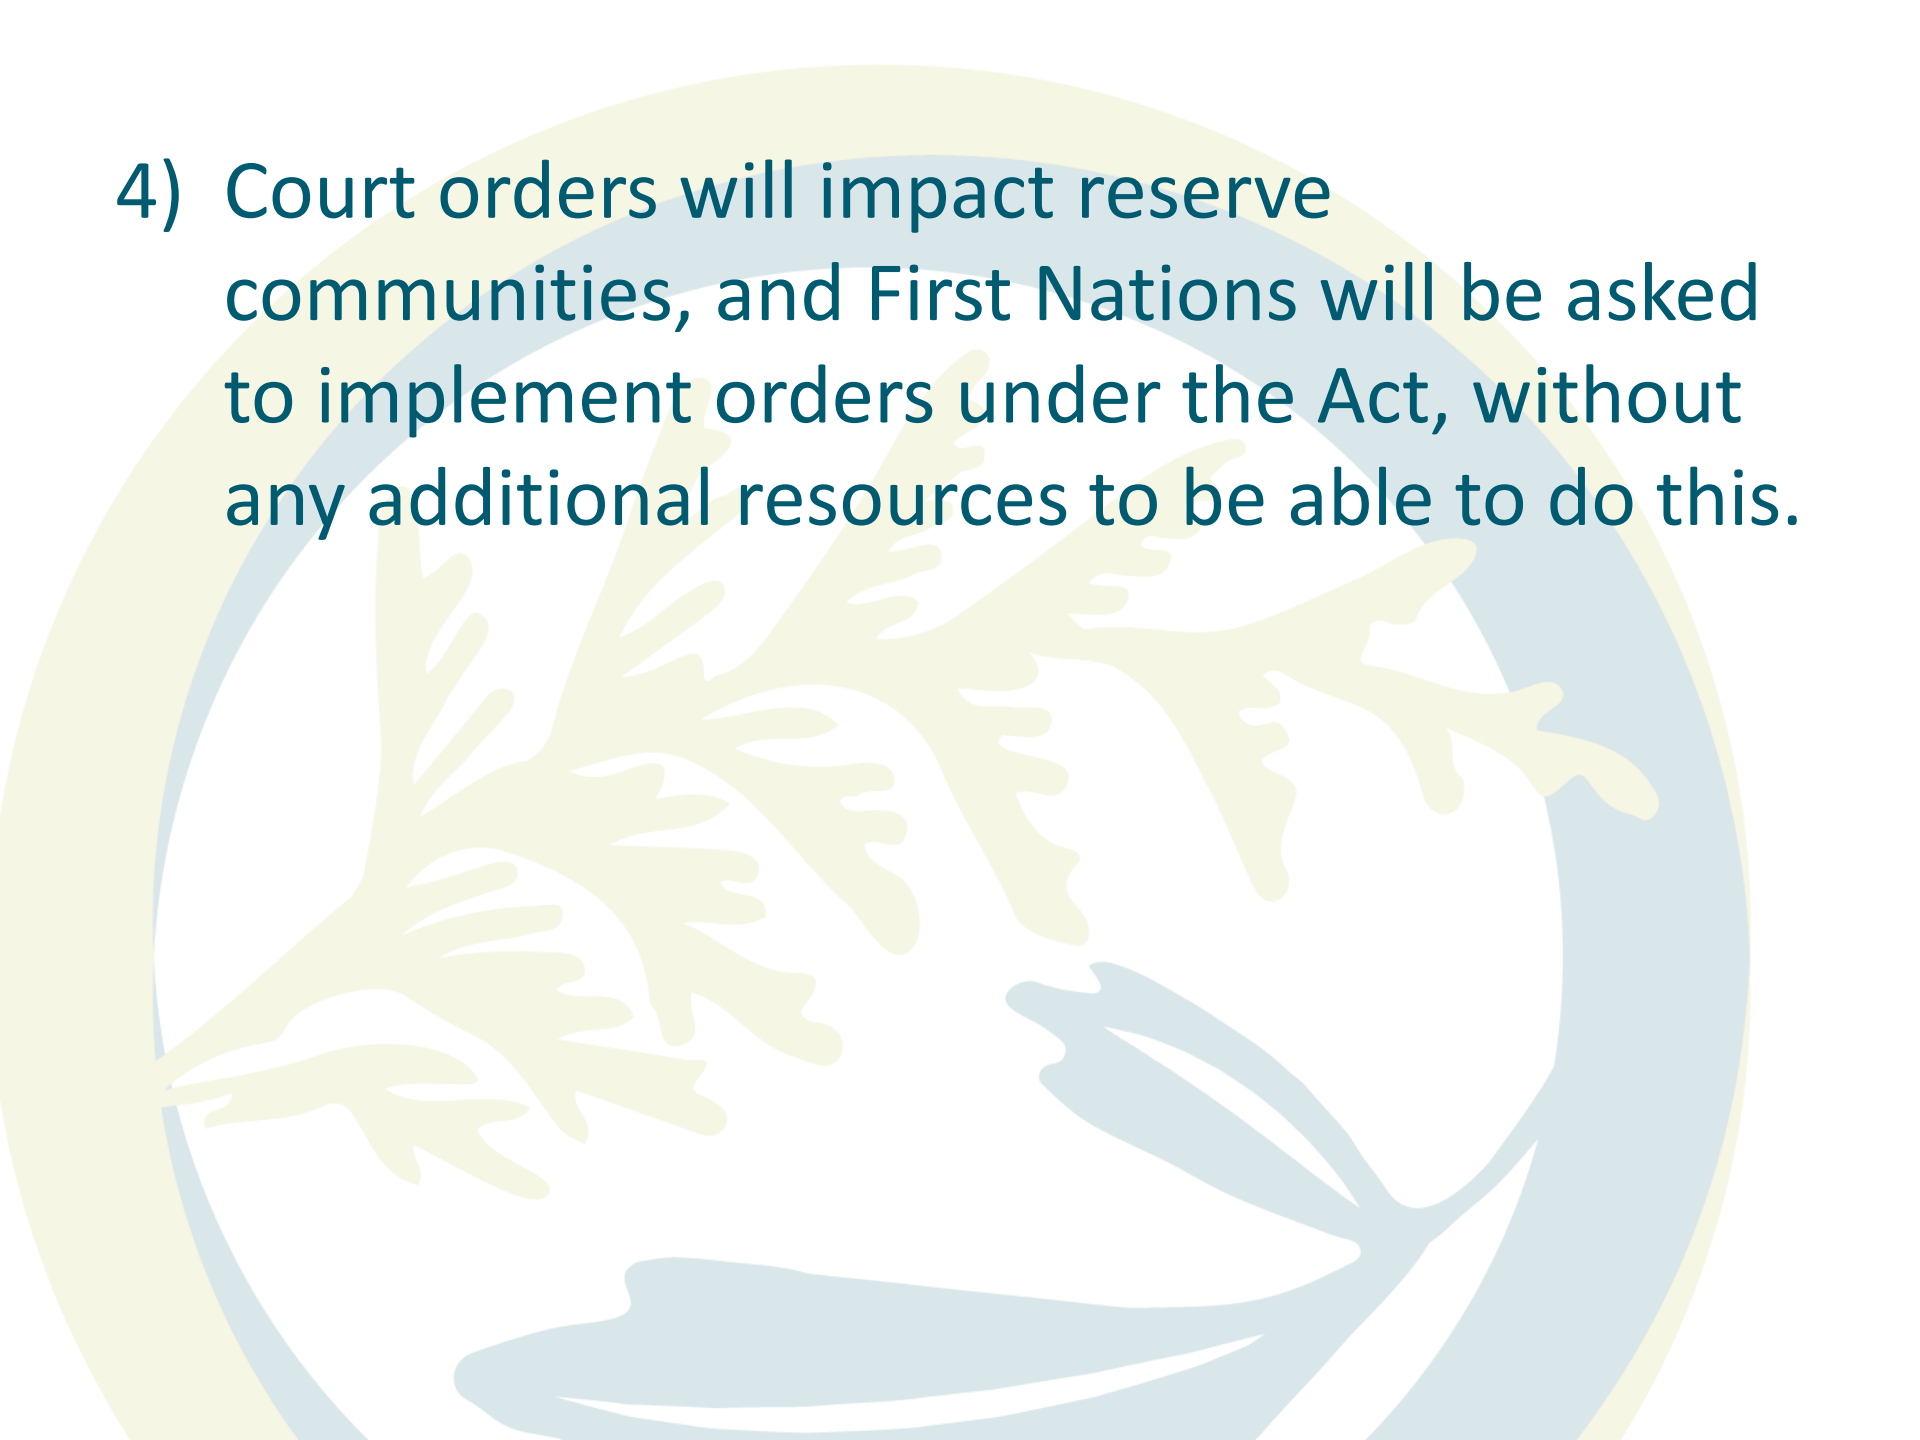 4) Court orders will impact reserve
communities, and First Nations will be asked
to implement orders under the Act, without
any additional resources to be able to do this.